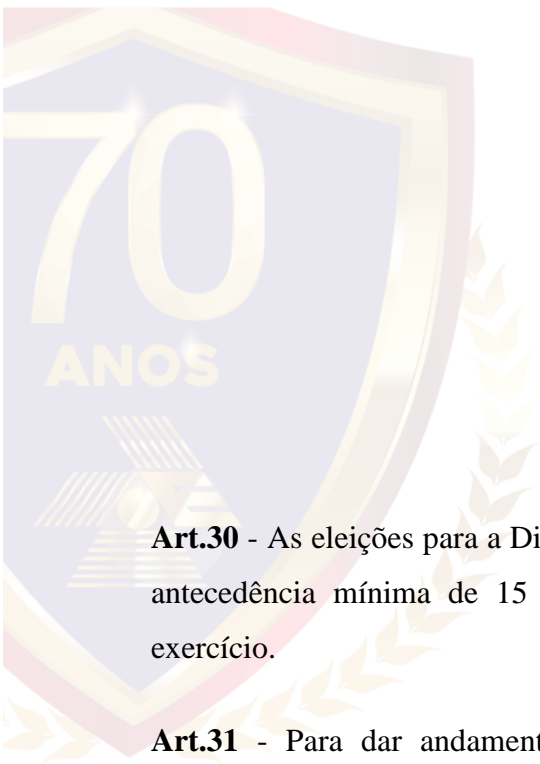 70
ANOS
Art.30 - As eleições para a Di
antecedência mínima de 15
exercício.
Art.31 - Para dar andament